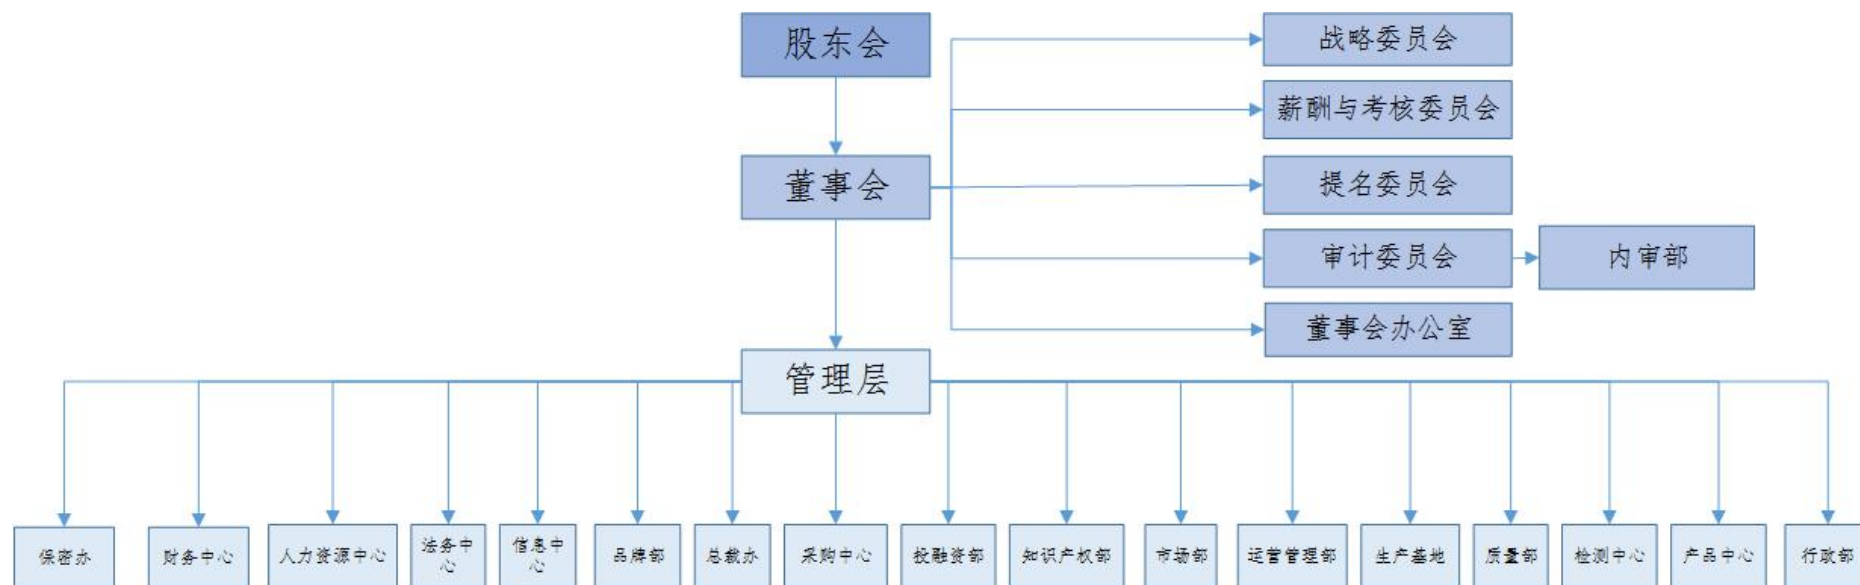 股东会
战略委员会
薪酬与考核委员会
董事会
提名委员会
审计委员会
内审部
董事会办公室
管理层
保密办
财务中心
人力资源中心
法务中
心
信息中
心
品牌部
总裁办
采购中心
投融资部
知识产权部
市场部
运营管理部
生产基地
质量部
检测中心
产品中心
行政部